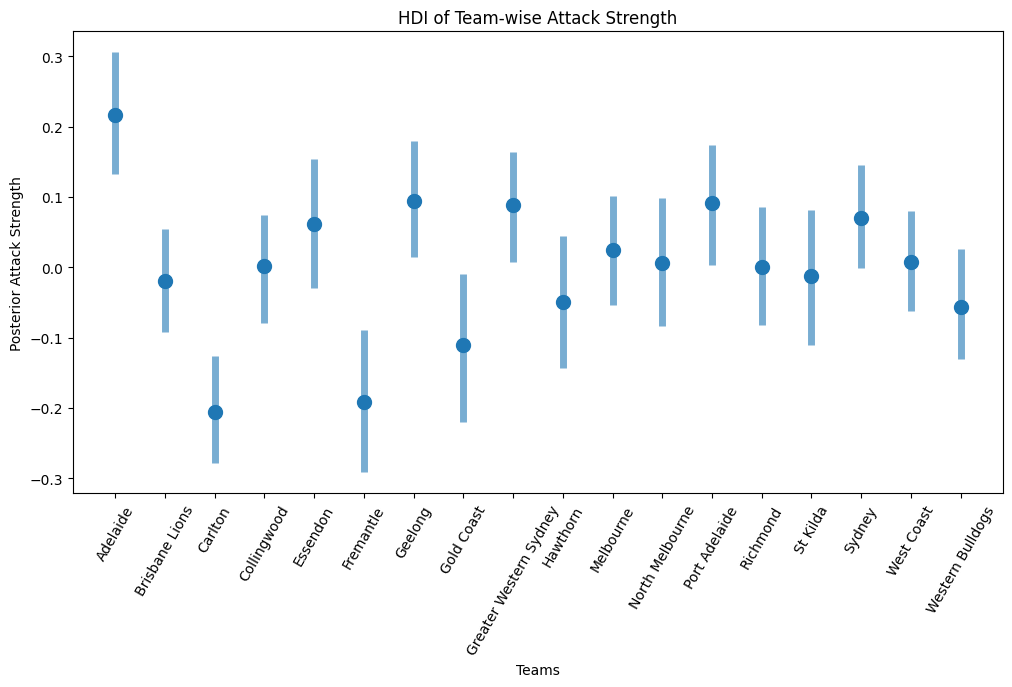 HDI of Team-wise Attack Strength
Posterior Attack Strength
0.3
0.2
0.1
0.0
−0.1
−0.2
−0.3
Adelaide
Brisbane Lions
Carlton
Collingwood
Essendon
Fremantle
Geelong
Gold Coast
Greater Western Sydney
Hawthorn
Melbourne
North Melbourne
Port Adelaide
Richmond
St Kilda
Sydney
West Coast
Western Bulldogs
Teams